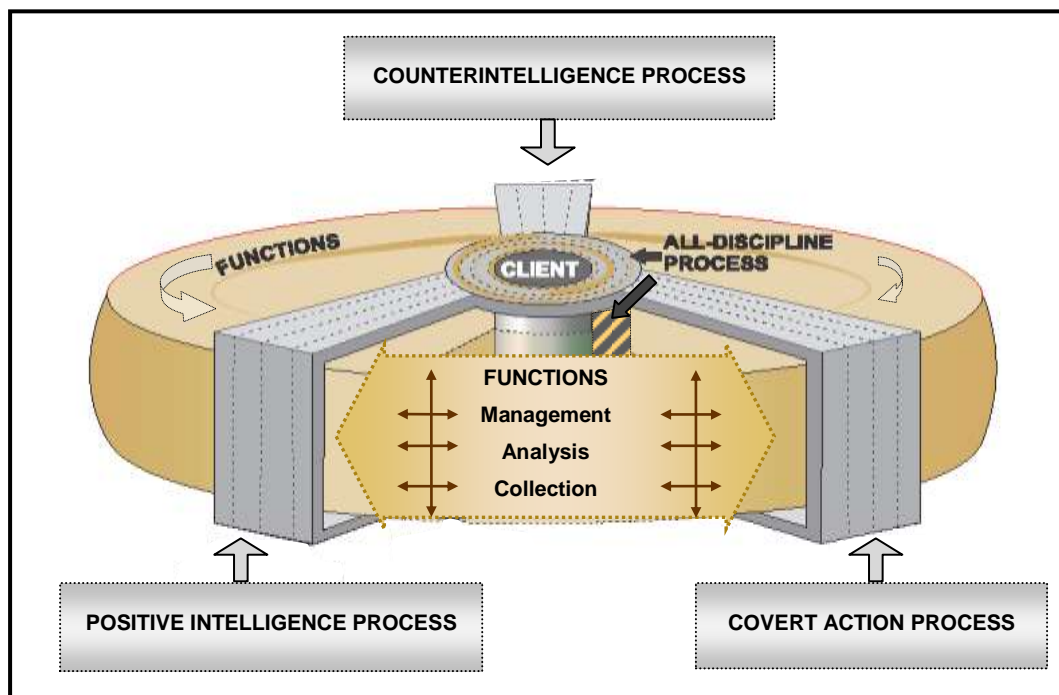 COUNTERINTELLIGENCE PROCESS
FUNCTIONS
CLIENT
ALL-DISCIPLINE
PROCESS
FUNCTIONS
Management
Analysis
Collection
POSITIVE INTELLIGENCE PROCESS
COVERT ACTION PROCESS